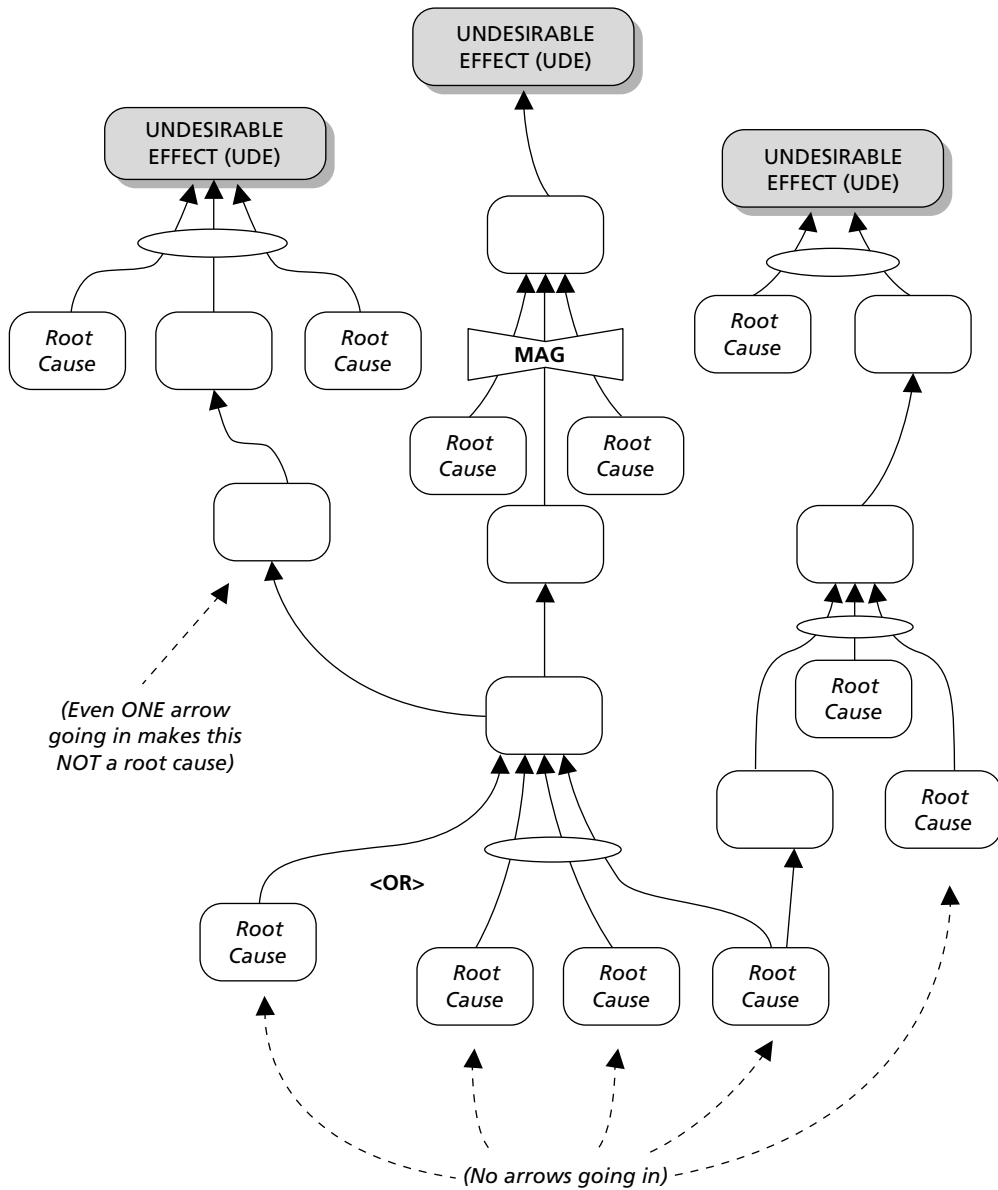 UNDESIRABLE
EFFECT (UDE)
UNDESIRABLE
EFFECT (UDE)
UNDESIRABLE
EFFECT (UDE)
Root
Cause
Root
Cause
Root
Cause
MAG
Root
Cause
Root
Cause
Root
Cause
(Even ONE arrow
going in makes this
NOT a root cause)
Root
Cause
<OR>
Root
Cause
Root
Cause
Root
Cause
Root
Cause
(No arrows going in)